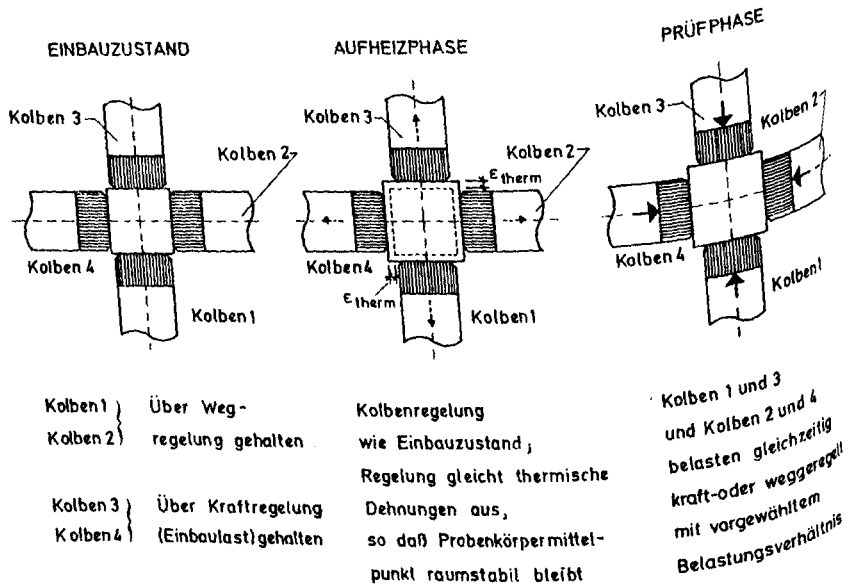 EINBAUZUSTAND
Kolben 3
Kolben 2
Kolben 4
Kolben 1
Kolben 1 } Über Weg-
Kolben 2 } regelung gehalten
Kolben 3 } Über Kraftregelung
Kolben 4 } (Einbaulast) gehalten
AUFHEIZPHASE
Kolben 3
Kolben 2
ε therm
Kolben 4
ε therm
Kolben 1
Kolbenregelung
wie Einbauzustand,
Regelung gleicht thermische
Dehnungen aus,
so daß Probenkörpermittel-
punkt raumstabil bleibt
PRÜFPHASE
Kolben 3
Kolben 2
Kolben 4
Kolben 1
Kolben 1 und 3
und Kolben 2 und 4
belasten gleichzeitig
kraft-oder weggeregelt
mit vorgewähltem
Belastungsverhältnis